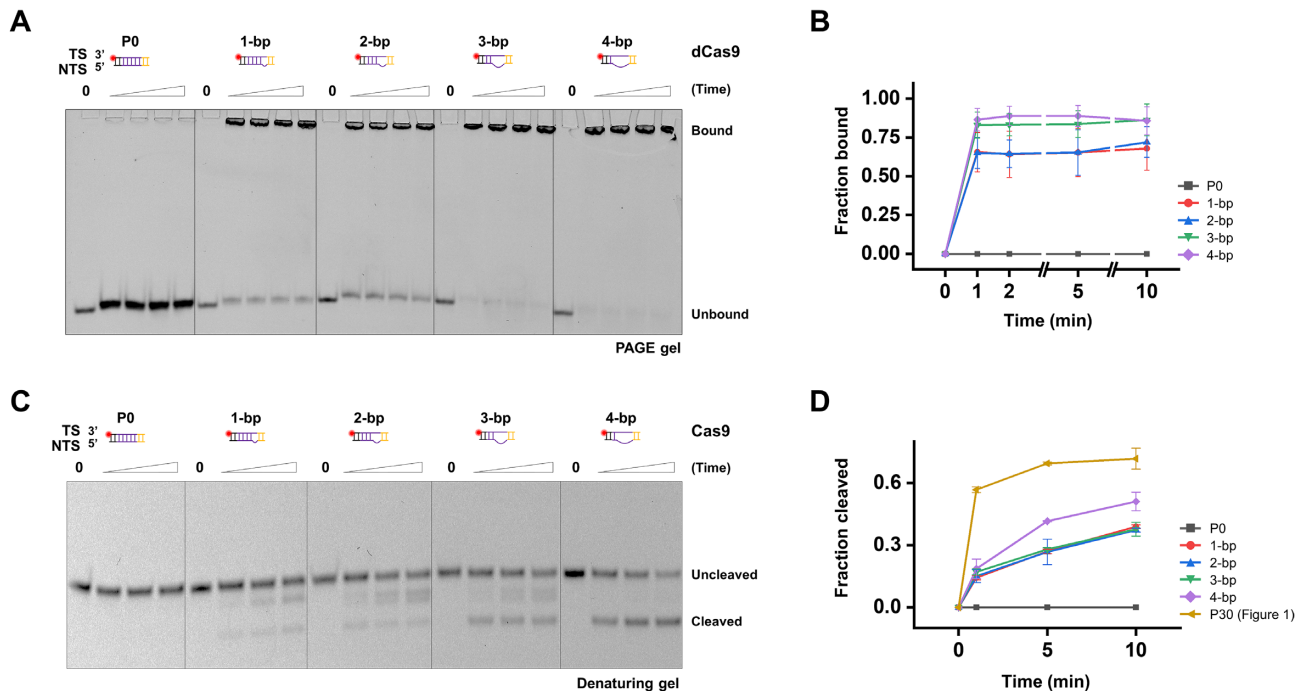 A
P0
1-bp
2-bp
3-bp
4-bp
dCas9
TS 3’
NTS 5’
0
0
0
0
0
(Time)
Bound
Unbound
PAGE gel
B
Fraction bound
1.00
0.75
0.50
0.25
0.00
0
1
2
5
10
Time (min)
P0
1-bp
2-bp
3-bp
4-bp
C
P0
1-bp
2-bp
3-bp
4-bp
Cas9
TS 3’
NTS 5’
0
0
0
0
0
(Time)
Uncleaved
Cleaved
Denaturing gel
D
Fraction cleaved
0.6
0.3
0.0
0
5
10
Time (min)
P0
1-bp
2-bp
3-bp
4-bp
P30 (Figure 1)